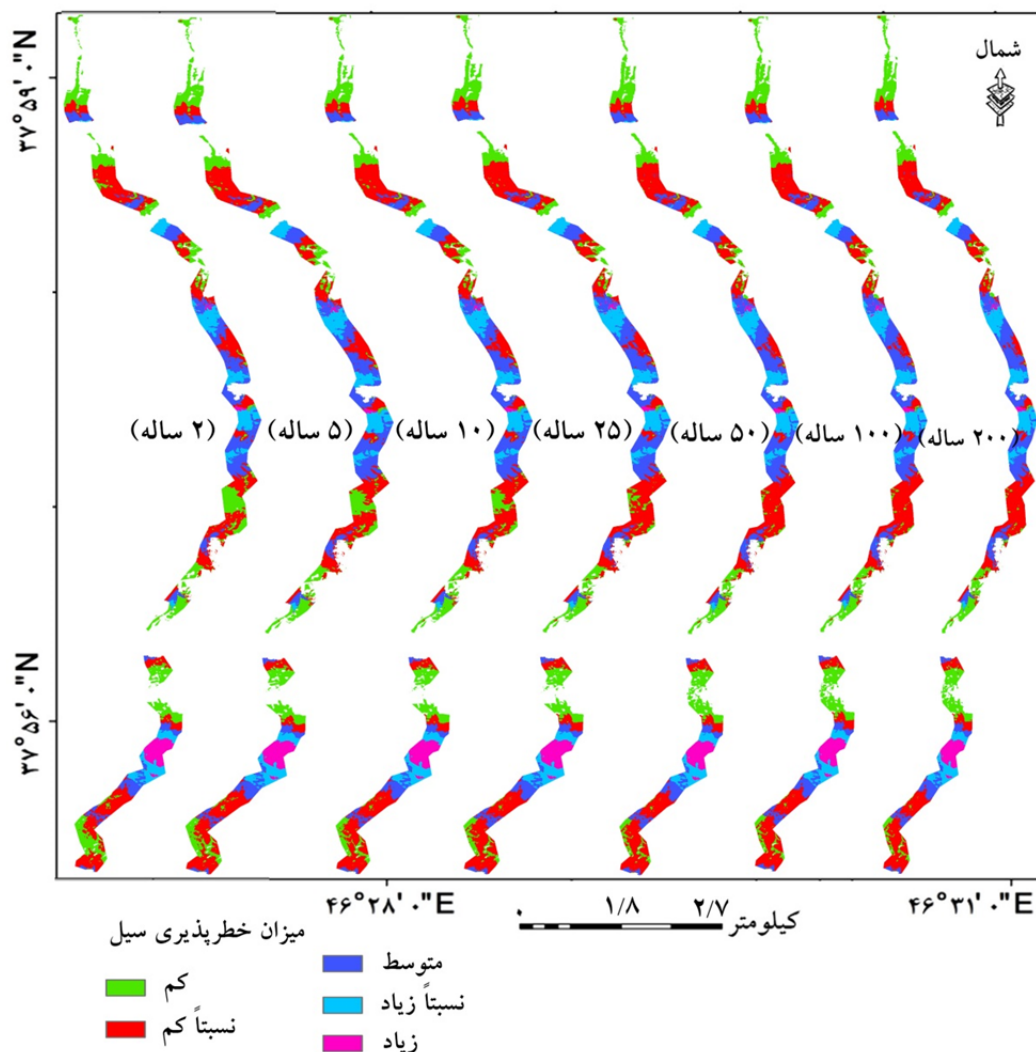 شمال
۳۷°۵۹'۰"N
(۲ ساله)
(۵ ساله)
(۱۰ ساله)
(۲۵ ساله)
(۵۰ ساله)
(۱۰۰ ساله)
(۲۰۰ ساله)
۳۷°۵۶'۰"N
۴۶°۲۸'۰"E
۴۶°۳۱'۰"E
۰ ۱/۸ ۲/۷ کیلومتر
میزان خطرپذیری سیل
کم
نسبتاً کم
متوسط
نسبتاً زیاد
زیاد